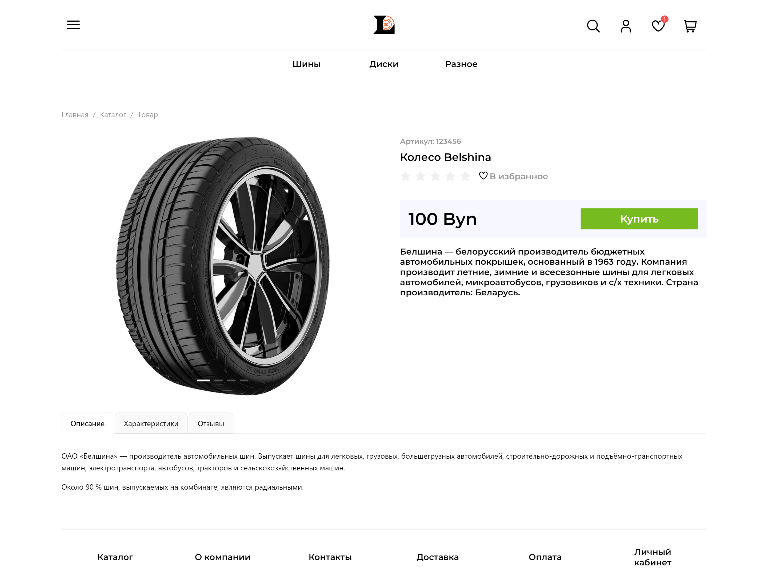 Шины Диски Разное
Главная / Каталог / Товар
Артикул: 123456
Колесо Belshina
В избранное
100 Byn Купить
Белшина — белорусский производитель бюджетных
автомобильных покрышек, основанный в 1963 году. Компания
производит летние, зимние и всесезонные шины для легковых
автомобилей, микроавтобусов, грузовиков и с/х техники. Страна
производитель: Беларусь.
Описание Характеристики Отзывы
ОАО «Белшина» — производитель автомобильных шин. Выпускает шины для легковых, грузовых, большегрузных автомобилей, строительно-дорожных и подъёмно-транспортных
машин, электротранспорта, автобусов, тракторов и сельскохозяйственных машин.
Около 90 % шин, выпускаемых на комбинате, являются радиальными.
Каталог О компании Контакты Доставка Оплата Личный
кабинет